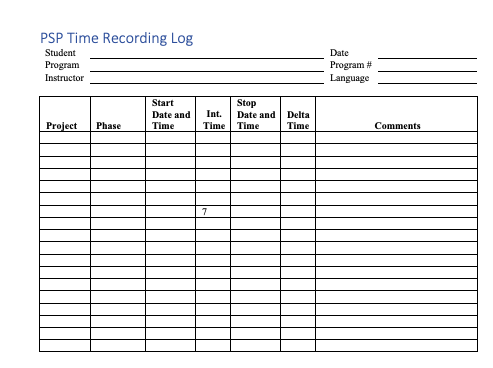 PSP Time Recording Log
Student Date
Program Program #
Instructor Language
Project Phase Start Date and Time Int. Time Stop Date and Time Delta Time Comments
7